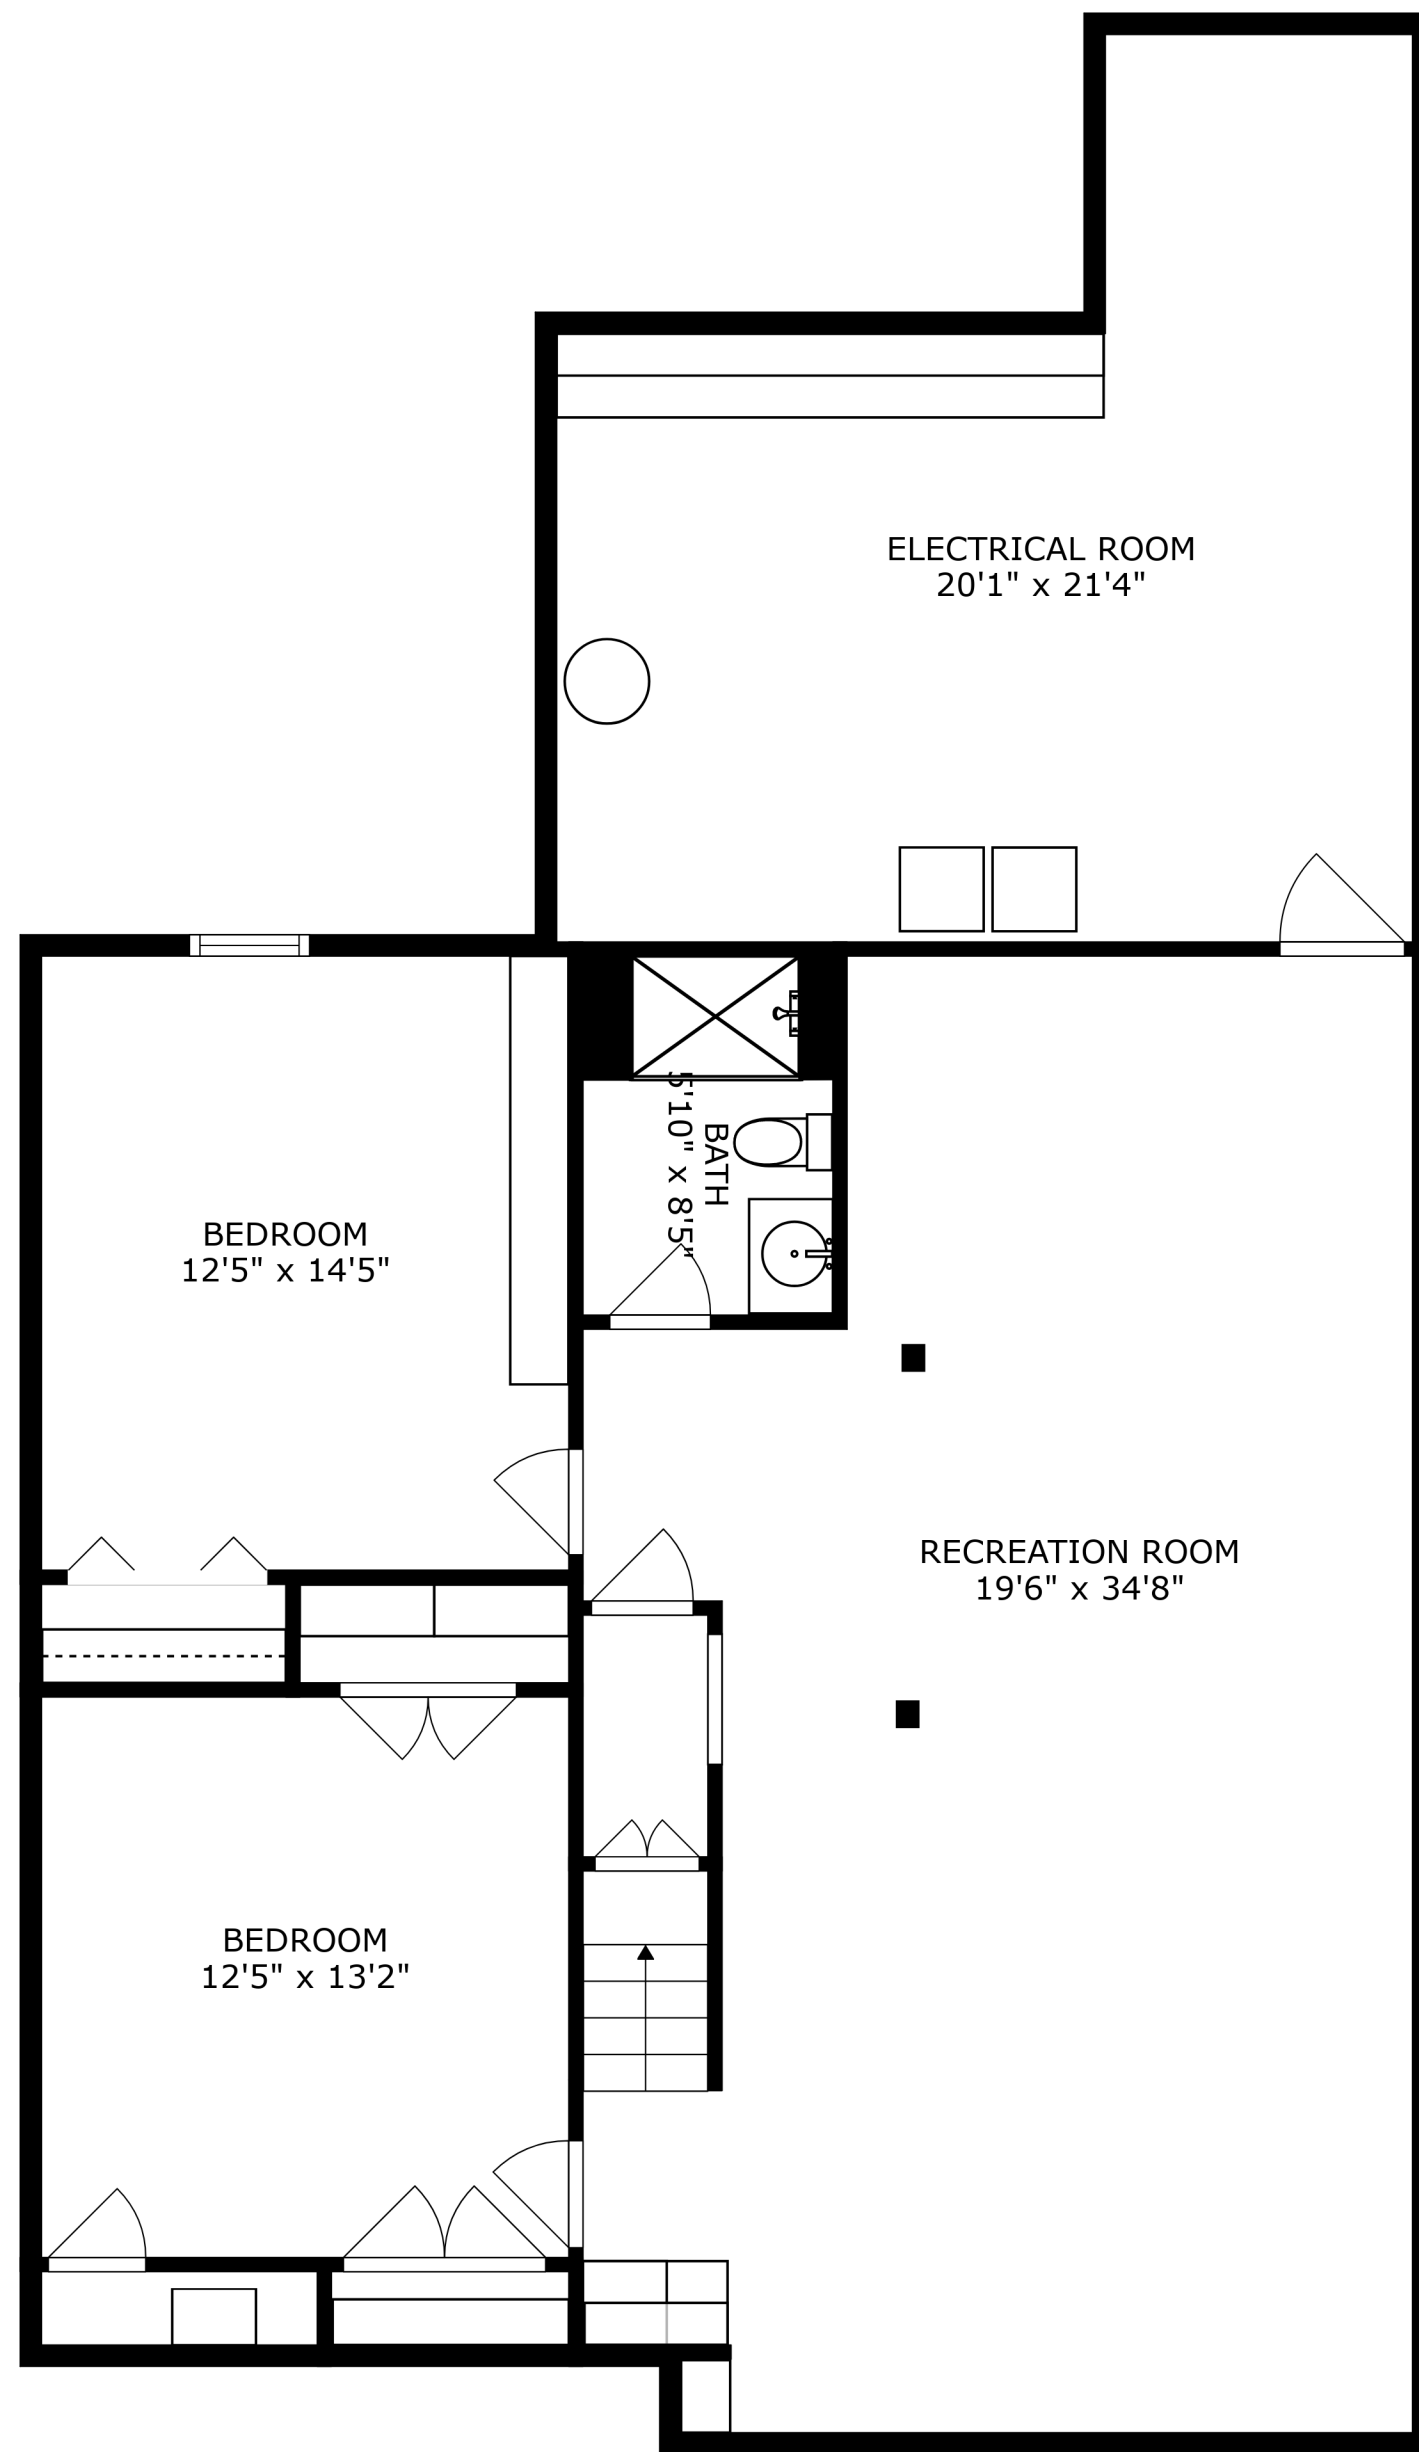 ELECTRICAL ROOM
20'1" x 21'4"
BATH
5'10" x 8'5"
BEDROOM
12'5" x 14'5"
RECREATION ROOM
19'6" x 34'8"
BEDROOM
12'5" x 13'2"